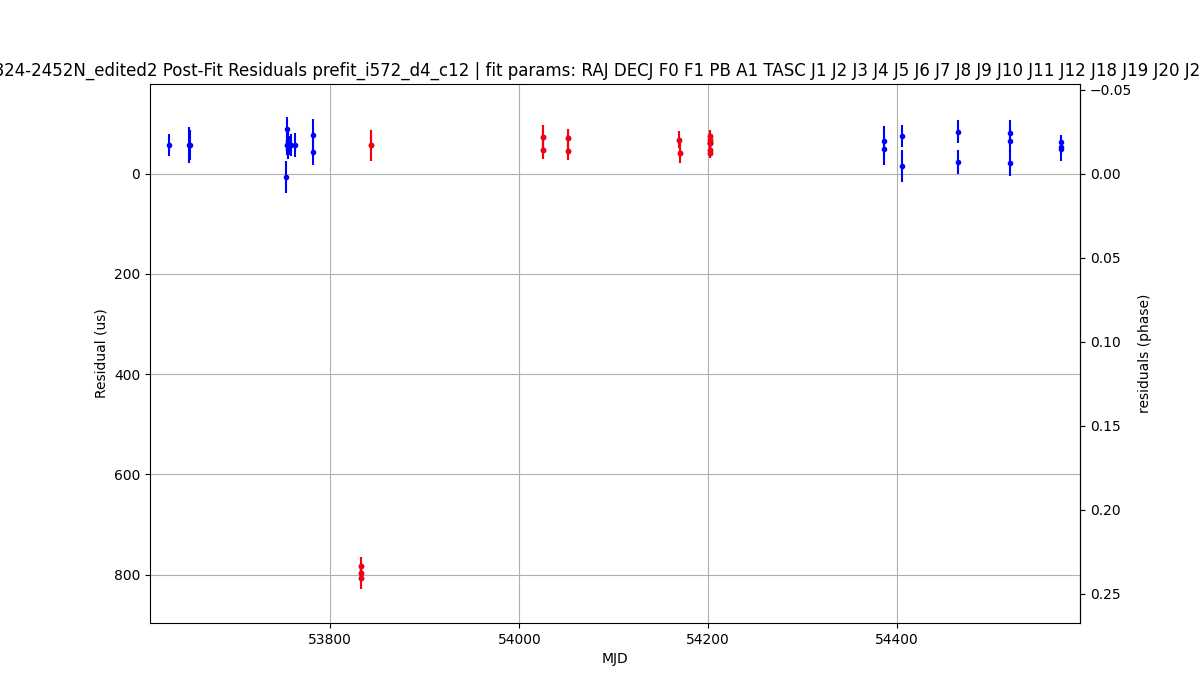 324-2452N_edited2 Post-Fit Residuals prefit_i572_d4_c12 | fit params: RAJ DECJ F0 F1 PB A1 TASC J1 J2 J3 J4 J5 J6 J7 J8 J9 J10 J11 J12 J18 J19 J20 J2
−0.05
0 0.00
200 0.05
0.10
400 0.15
600 0.20
800 0.25
Residual (us)
residuals (phase)
53800 54000 54200 54400
MJD